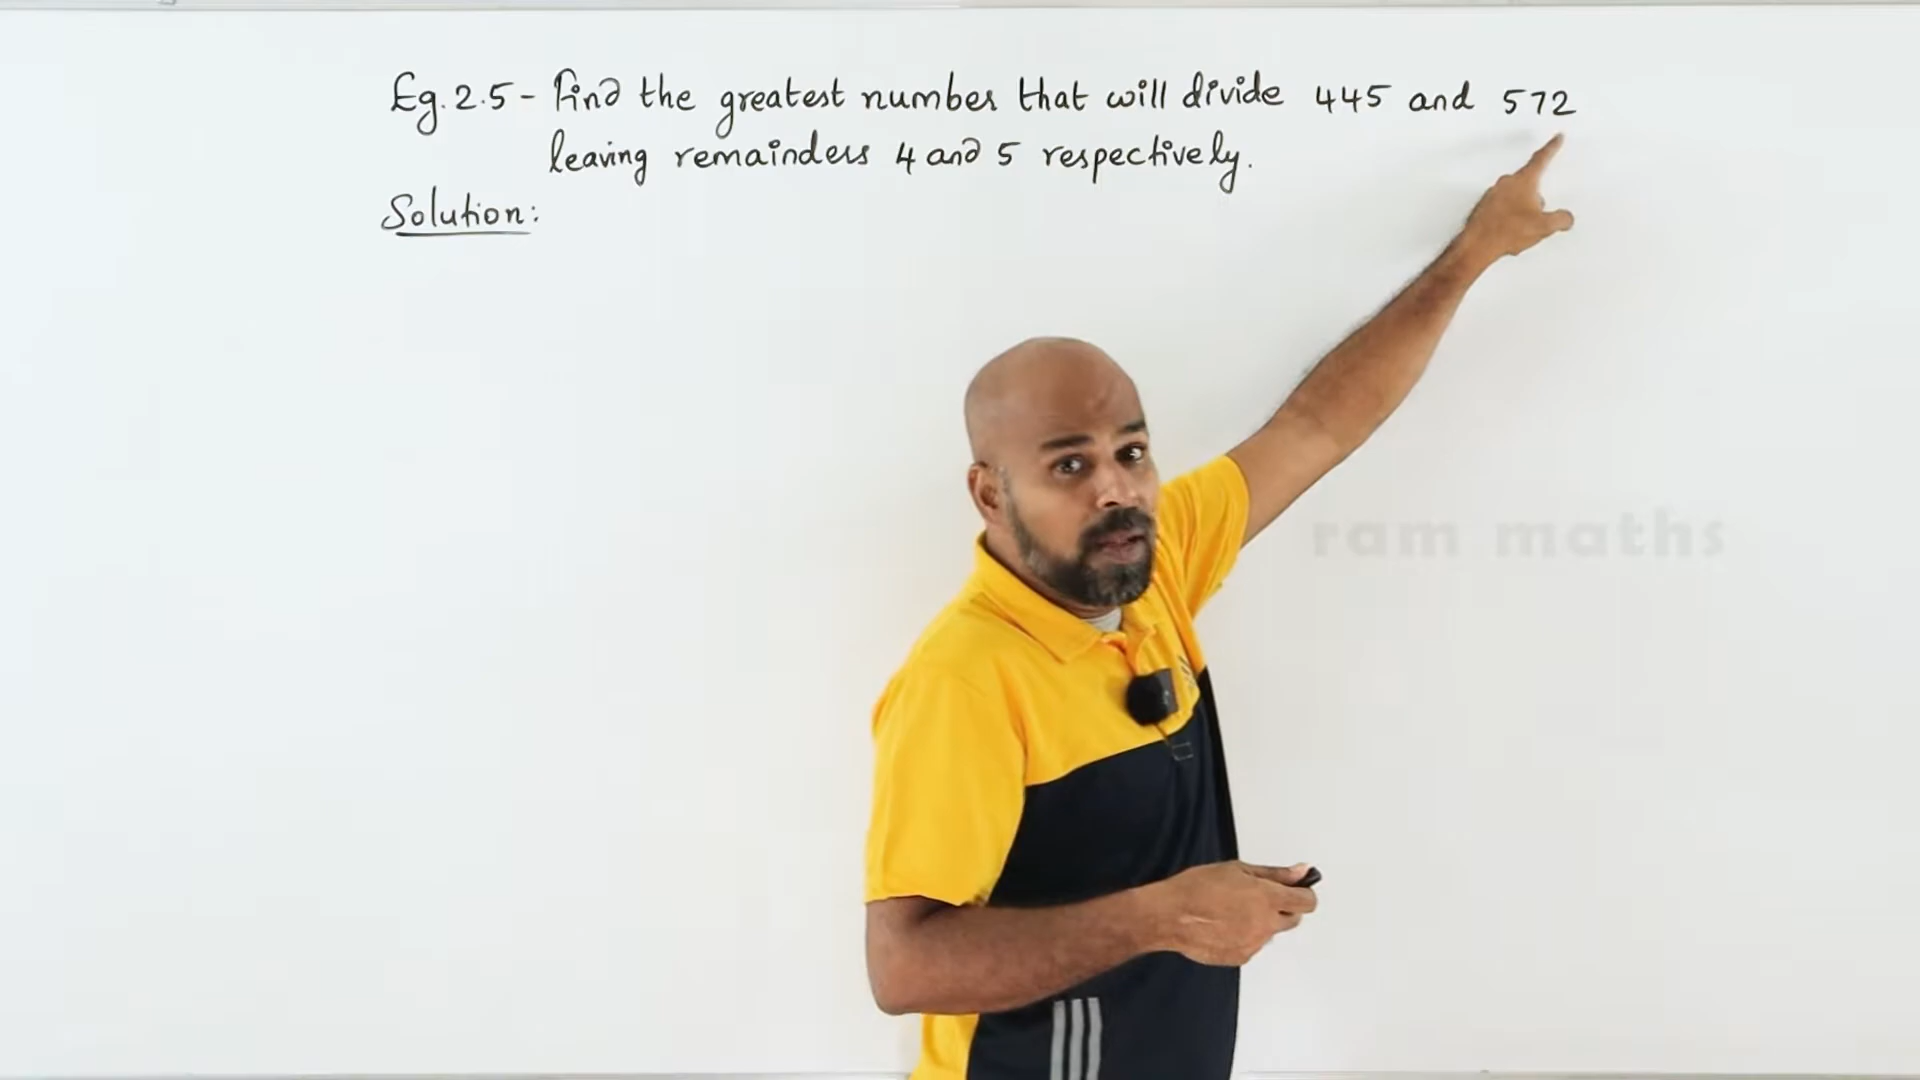 Eg. 2.5 - Find the greatest number that will divide 445 and 572
leaving remainders 4 and 5 respectively.
Solution:
ram maths